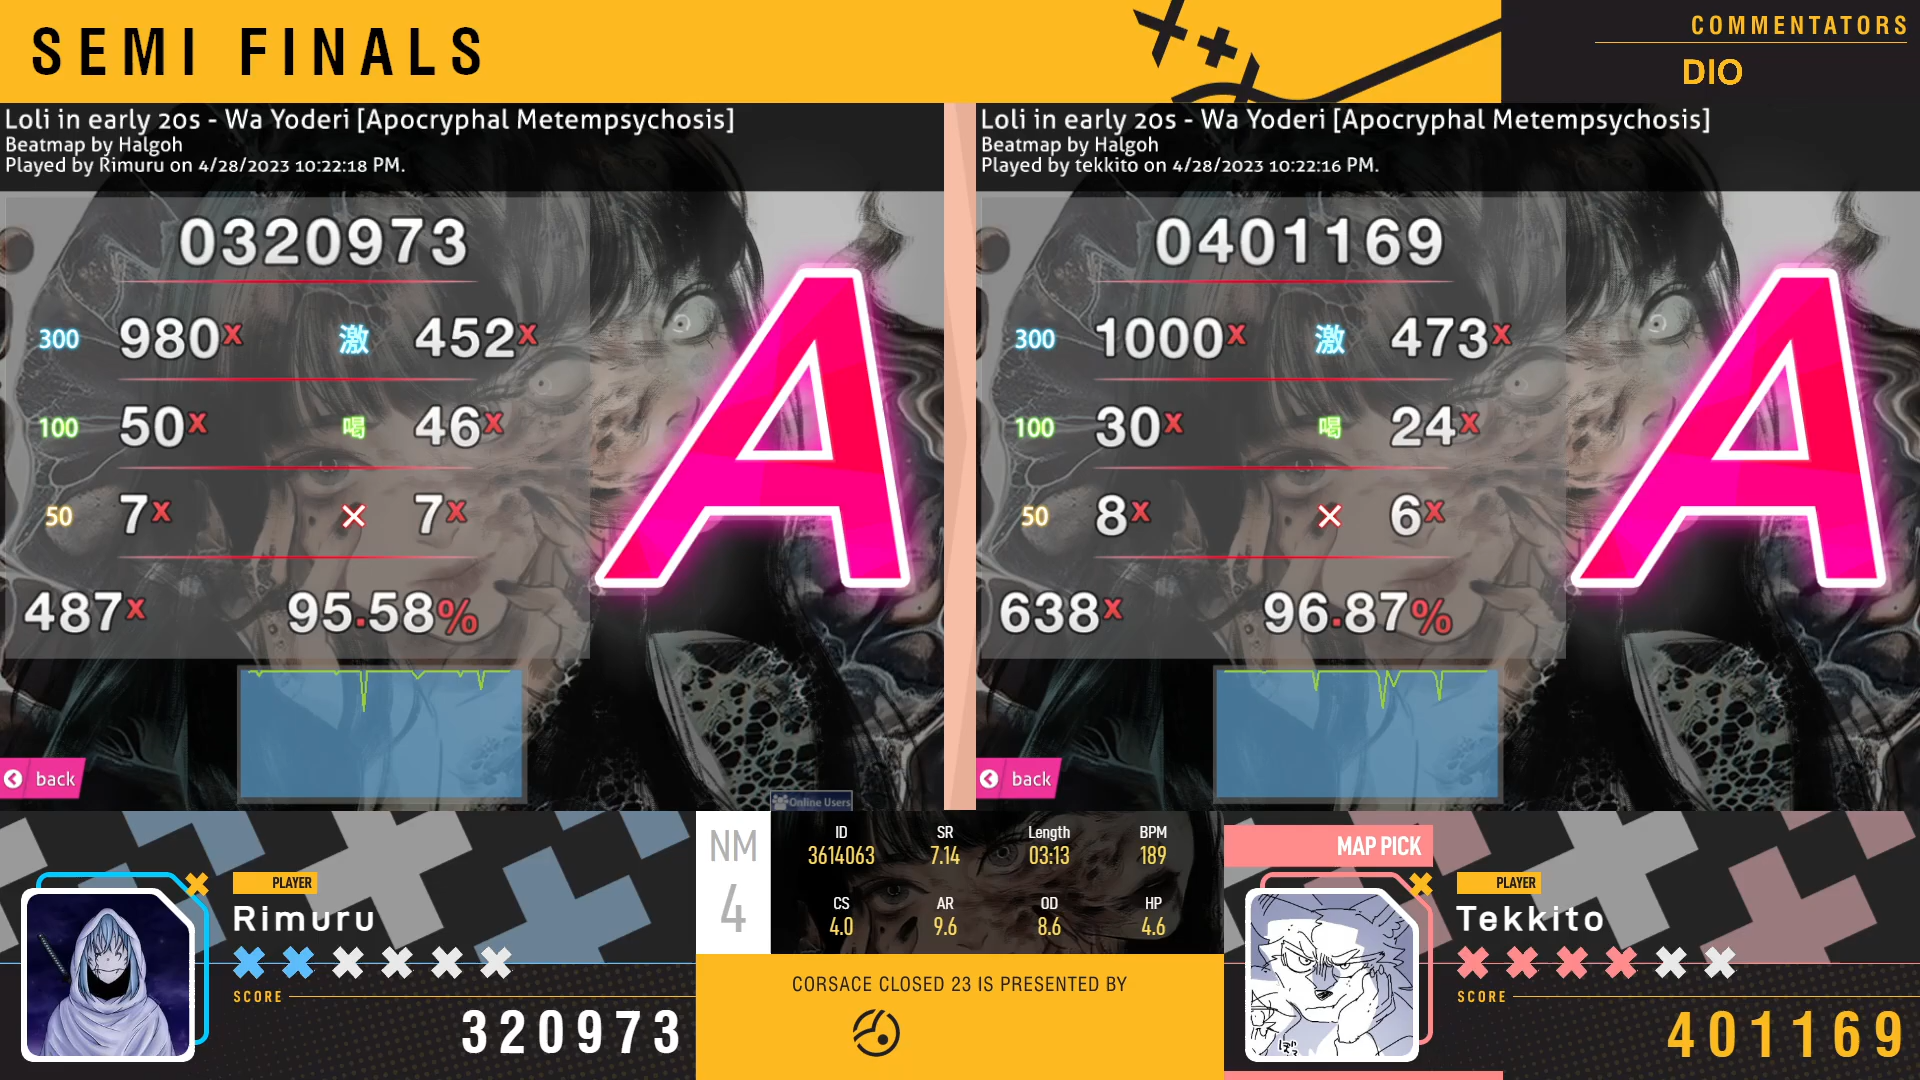 SEMI FINALS
COMMENTATORS
DIO
Loli in early 20s - Wa Yoderi [Apocryphal Metempsychosis]
Beatmap by Halgoh
Played by Rimuru on 4/28/2023 10:22:18 PM.
0320973
300 980x 激 452x
100 50x 喝 46x
50 7x 7x
487x 95.58%
A
back
Online Users
Loli in early 20s - Wa Yoderi [Apocryphal Metempsychosis]
Beatmap by Halgoh
Played by tekkito on 4/28/2023 10:22:16 PM.
0401169
300 1000x 激 473x
100 30x 喝 24x
50 8x 6x
638x 96.87%
A
back
PLAYER
Rimuru
SCORE
320973
NM
4
ID SR Length BPM
3614063 7.14 03:13 189
CS AR OD HP
4.0 9.6 8.6 4.6
CORSACE CLOSED 23 IS PRESENTED BY
MAP PICK
PLAYER
Tekkito
SCORE
401169